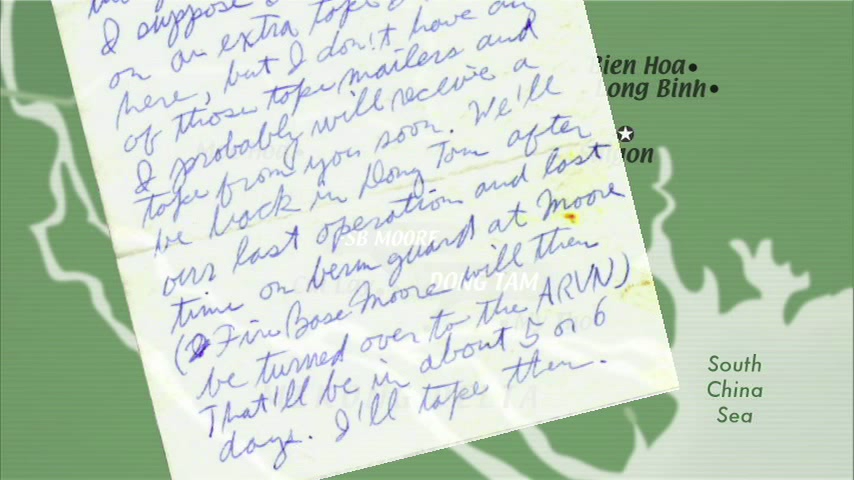 I suppose
on an extra tape
here, but I don't have any
of those tape mailers and
I probably will receive a
tape from you soon. We'll
be back in Dong Tam after
our last operation and last
time on berm guard at Moore
(Fire Base Moore will then
be turned over to the ARVN)
That'll be in about 5 or 6
days. I'll tape then.
Bien Hoa
Long Binh
SB MOORE
DONG TAM
South
China
Sea